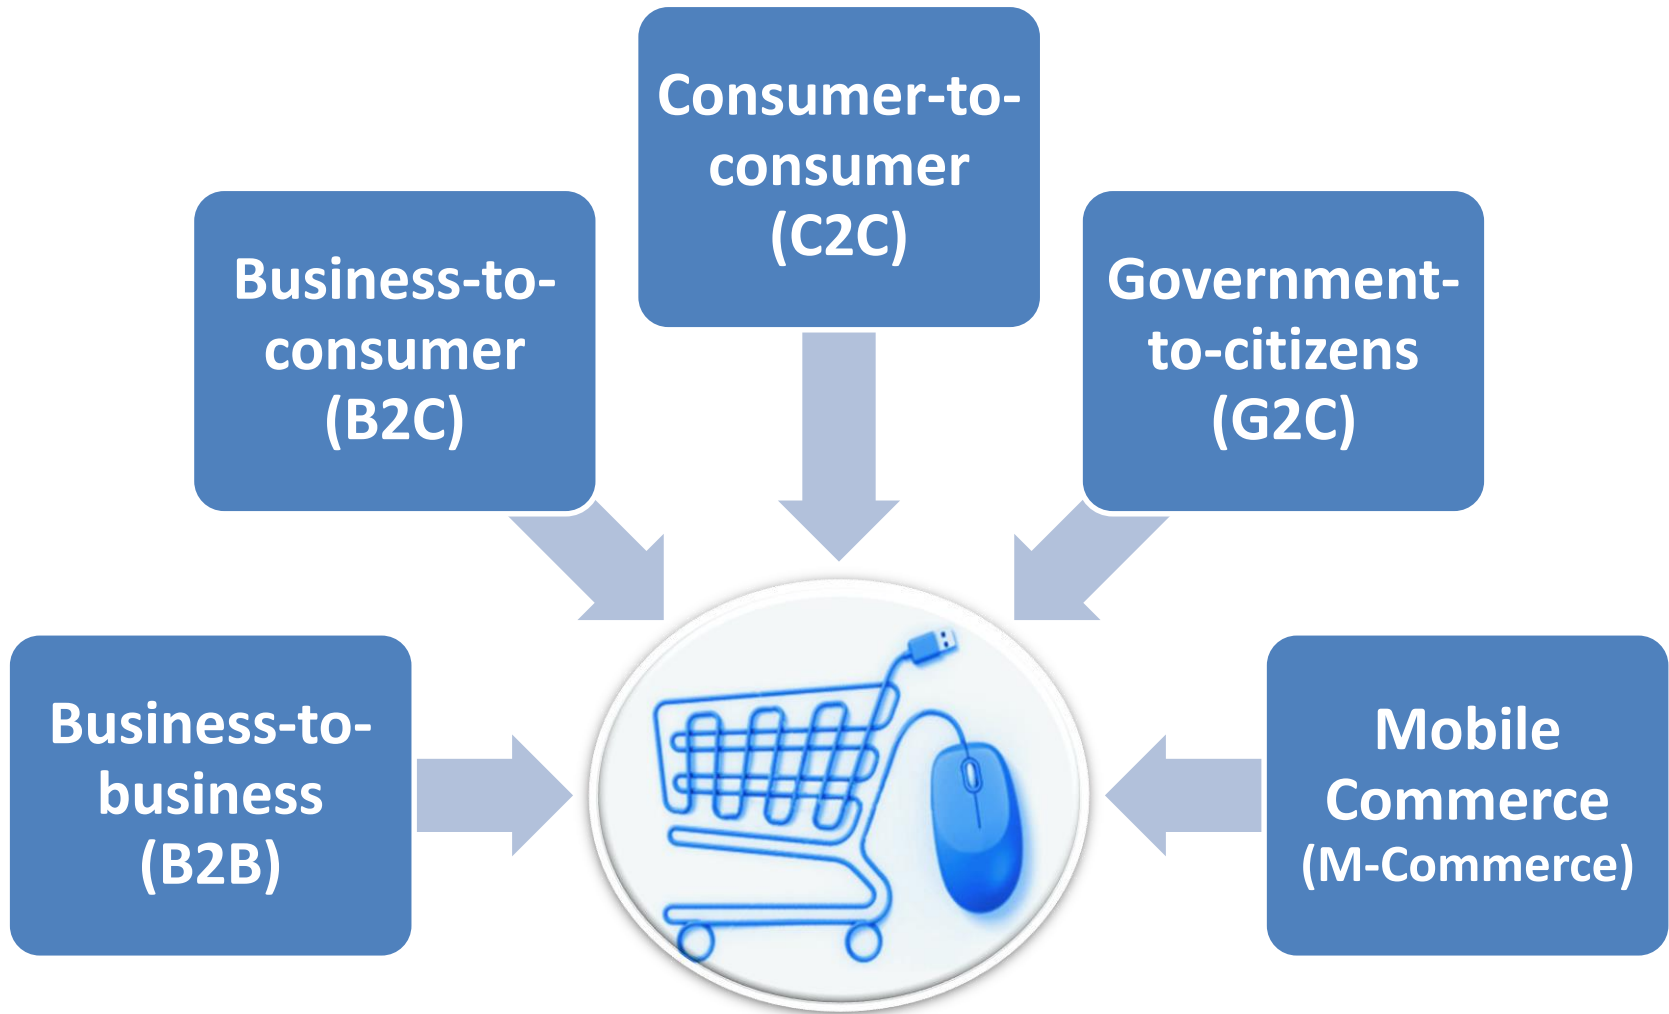 Consumer-to-
consumer
(C2C)
Business-to-
consumer
(B2C)
Government-
to-citizens
(G2C)
Business-to-
business
(B2B)
Mobile
Commerce
(M-Commerce)